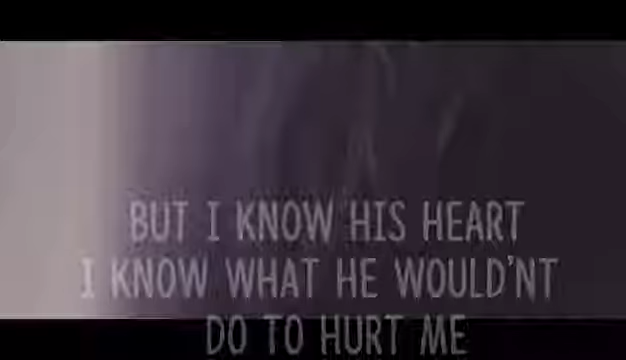 BUT I KNOW HIS HEART
I KNOW WHAT HE WOULD'NT
DO TO HURT ME